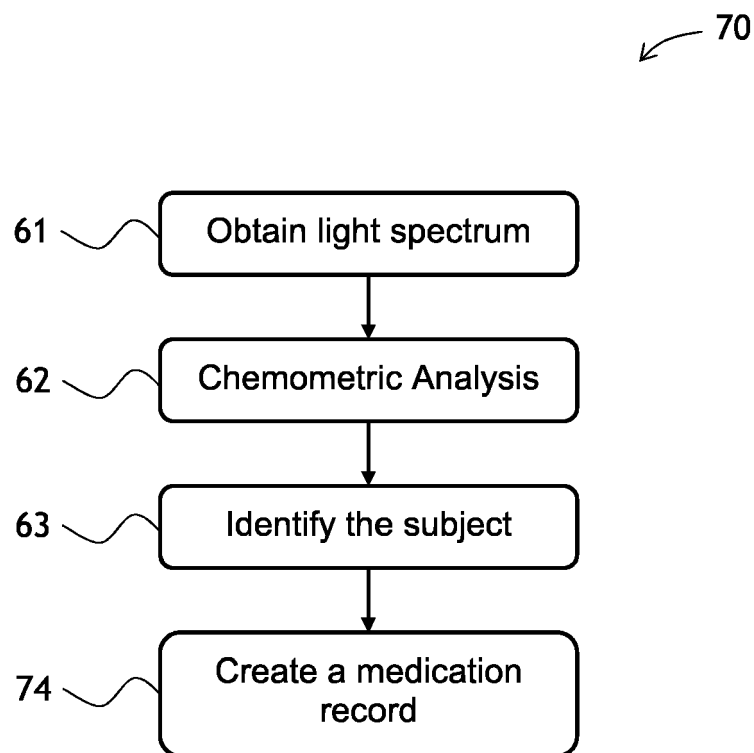 70
61 Obtain light spectrum
62 Chemometric Analysis
63 Identify the subject
74 Create a medication
record